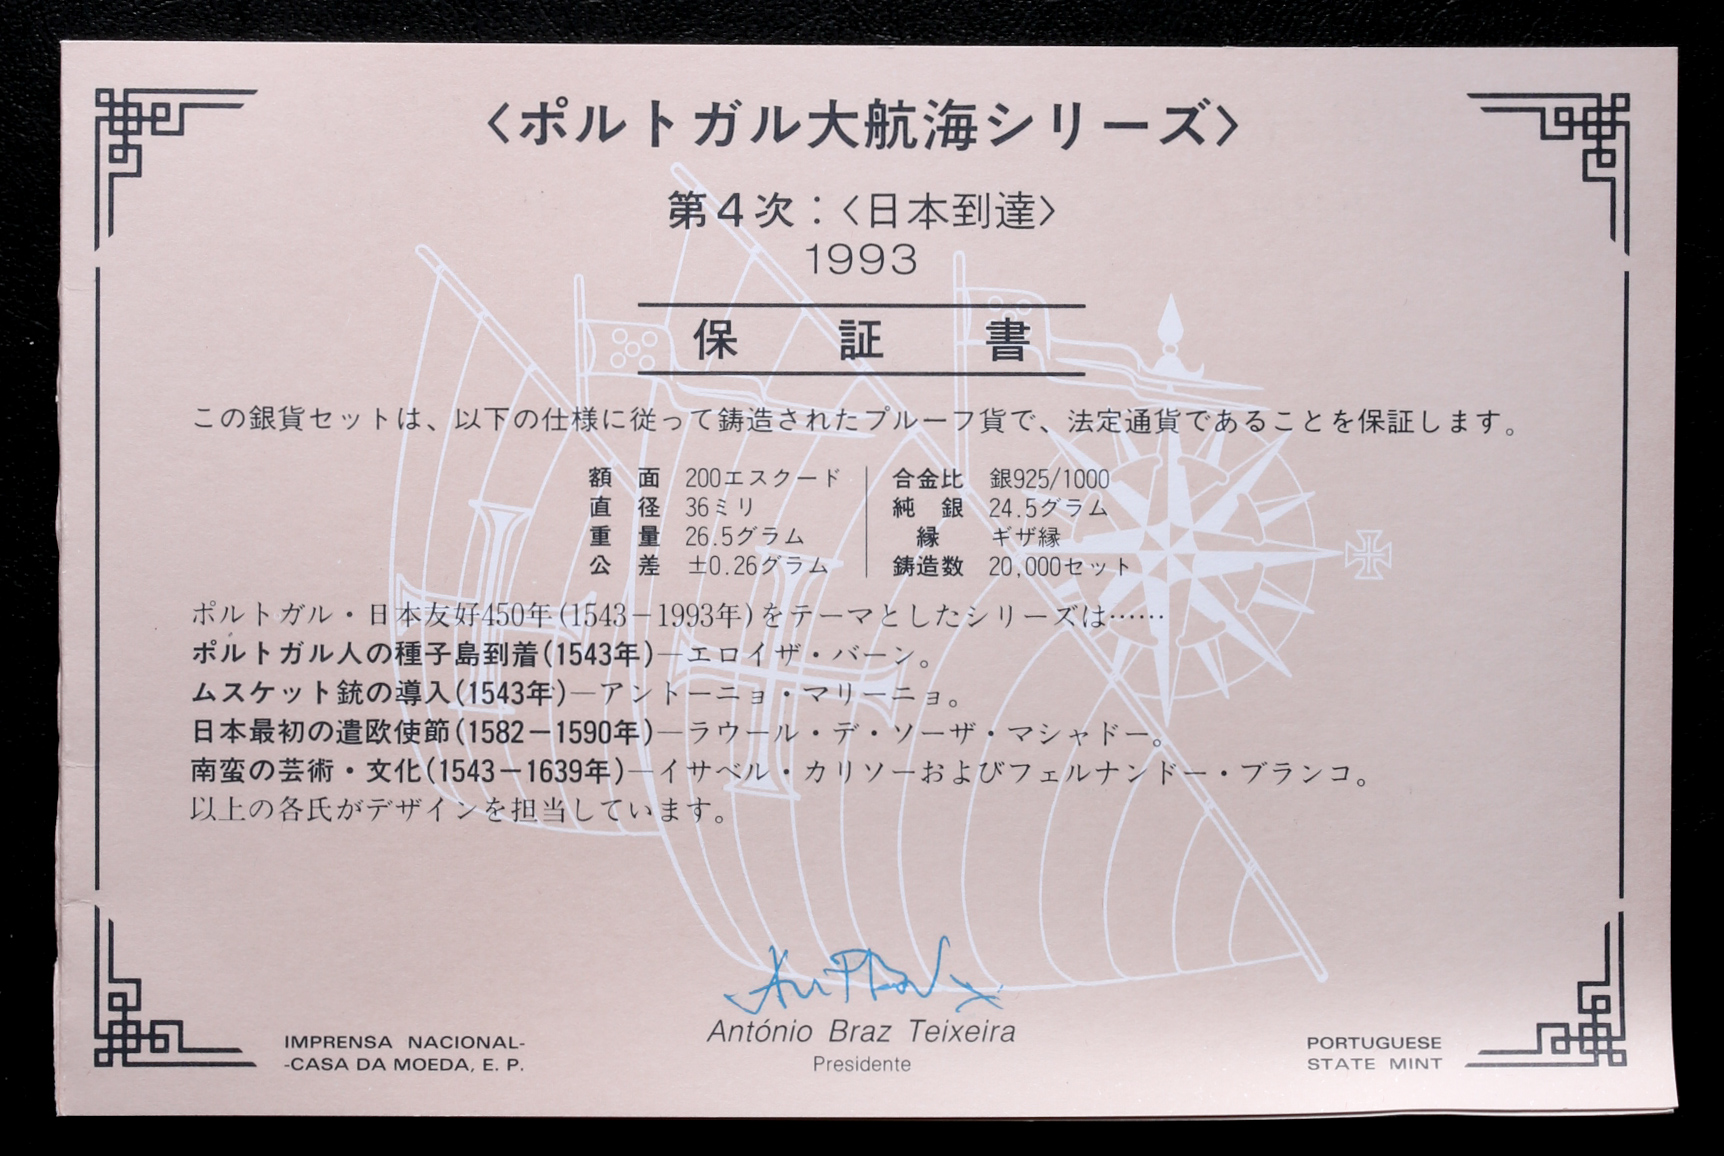 〈ポルトガル大航海シリーズ〉
第4次：〈日本到達〉
1993
保証書
この銀貨セットは、以下の仕様に従って鋳造されたプルーフ貨で、法定通貨であることを保証します。
額面 200エスクード 合金比 銀925/1000
直径 36ミリ 純銀 24.5グラム
重量 26.5グラム 縁 ギザ縁
公差 ±0.26グラム 鋳造数 20,000セット
ポルトガル・日本友好450年(1543−1993年)をテーマとしたシリーズは……
ポルトガル人の種子島到着(1543年)—エロイザ・バーン。
ムスケット銃の導入(1543年)—アントーニョ・マリーニョ。
日本最初の遣欧使節(1582−1590年)—ラウール・デ・ソーザ・マシャドー。
南蛮の芸術・文化(1543−1639年)—イサベル・カリソーおよびフェルナンドー・ブランコ。
以上の各氏がデザインを担当しています。
António Braz Teixeira
Presidente
IMPRENSA NACIONAL-
-CASA DA MOEDA, E. P.
PORTUGUESE
STATE MINT